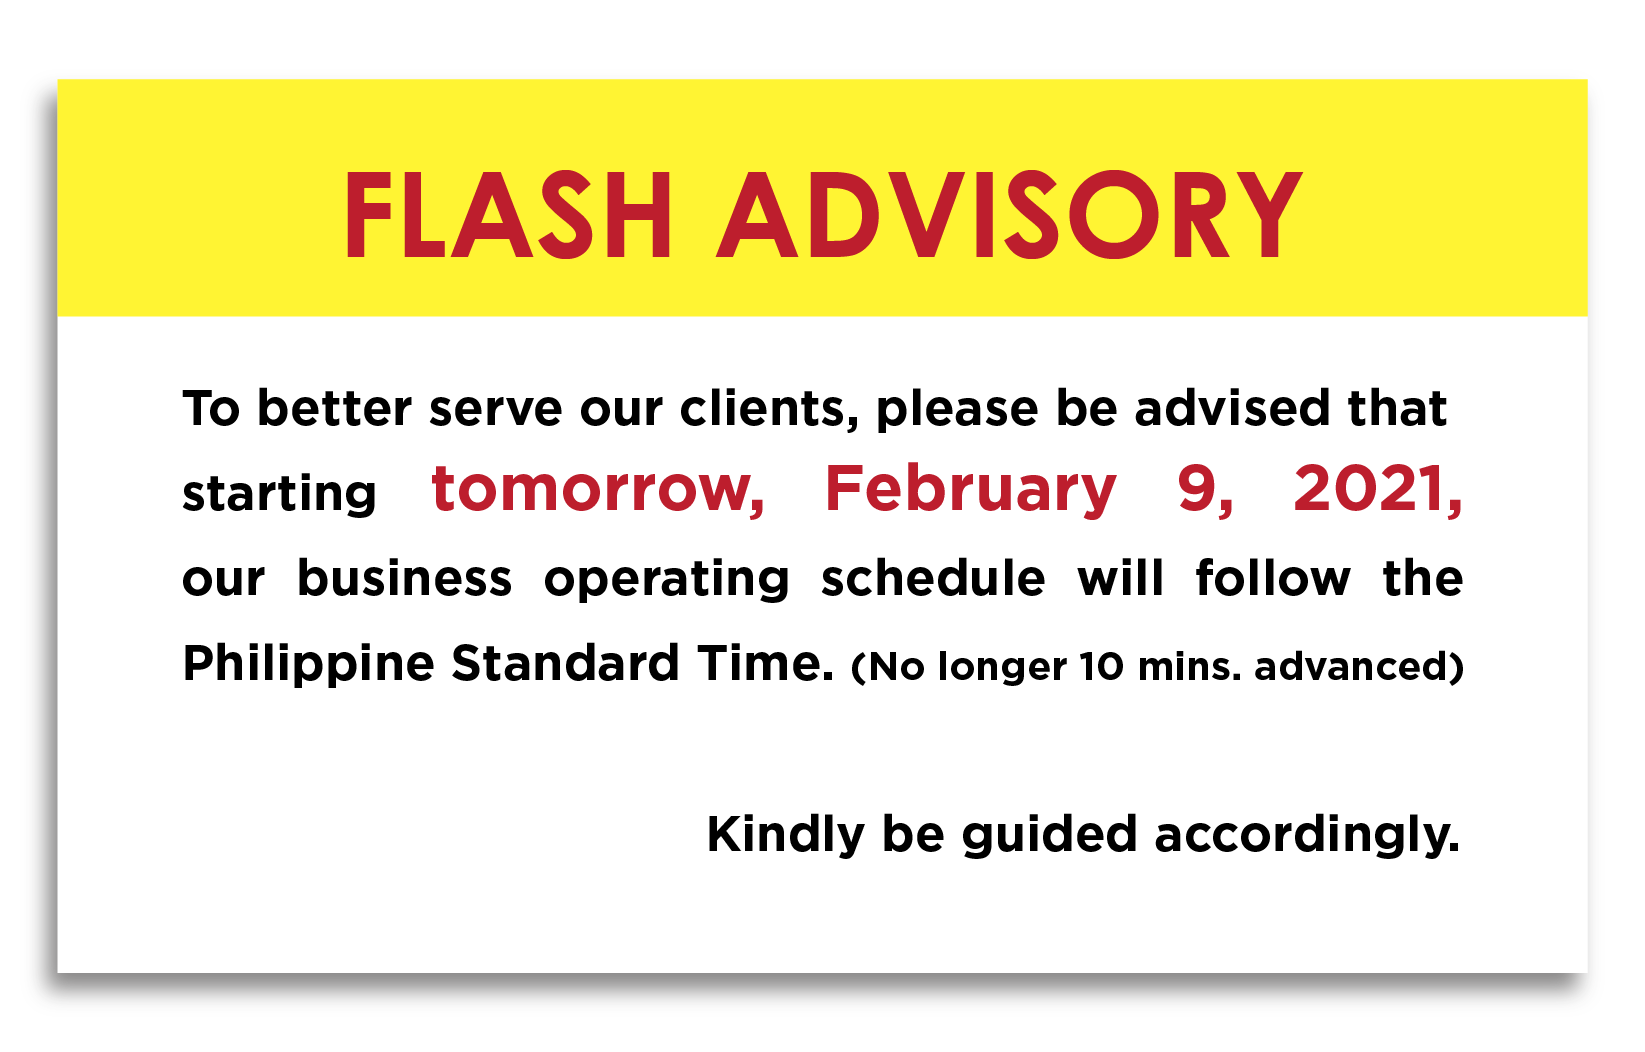 FLASH ADVISORY
To better serve our clients, please be advised that
starting tomorrow, February 9, 2021,
our business operating schedule will follow the
Philippine Standard Time. (No longer 10 mins. advanced)
Kindly be guided accordingly.